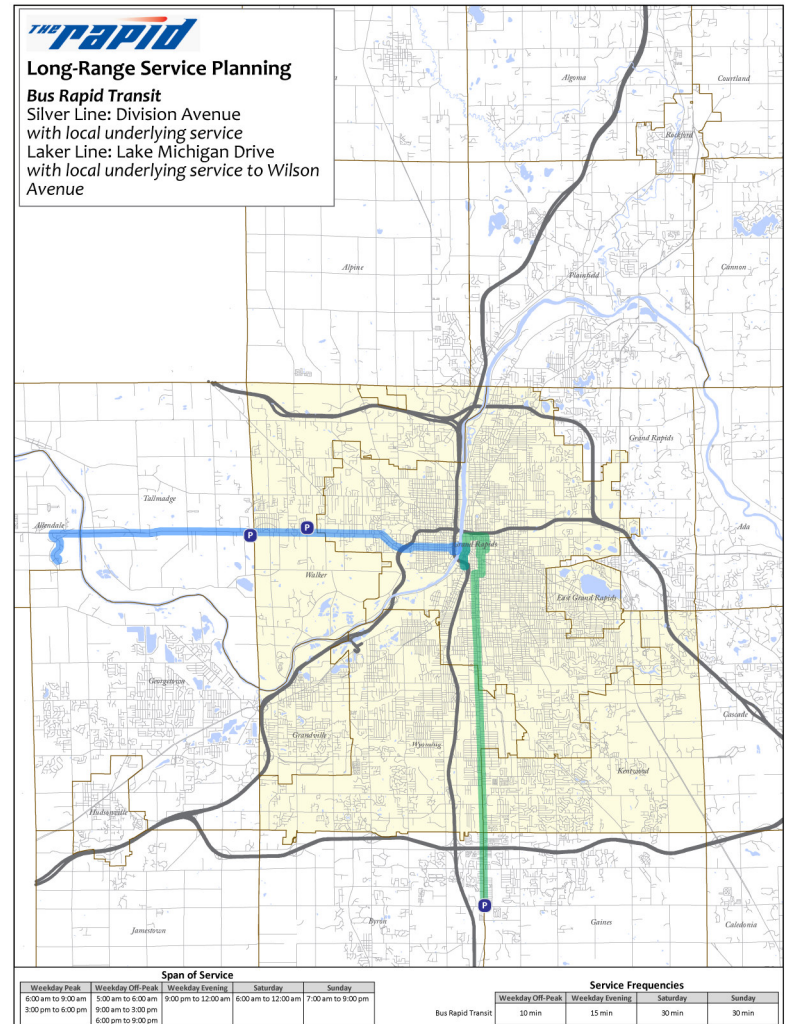 THE rapid
Long-Range Service Planning
Bus Rapid Transit
Silver Line: Division Avenue
with local underlying service
Laker Line: Lake Michigan Drive
with local underlying service to Wilson
Avenue
Algoma
Courtland
Rockford
Alpine
Plainfield
Cannon
Grand Rapids
Tallmadge
Allendale
Ada
P
P
Rapids
Walker
East Grand Rapids
Georgetown
Cascade
Grandville
Wyoming
Kentwood
Hudsonville
P
Jamestown
Byron
Gaines
Caledonia
Span of Service
Weekday Peak Weekday Off-Peak Weekday Evening Saturday Sunday
6:00 am to 9:00 am 5:00 am to 6:00 am 9:00 pm to 12:00 am 6:00 am to 12:00 am 7:00 am to 9:00 pm
3:00 pm to 6:00 pm 9:00 am to 3:00 pm
6:00 pm to 9:00 pm
Service Frequencies
Weekday Off-Peak Weekday Evening Saturday Sunday
Bus Rapid Transit 10 min 15 min 30 min 30 min